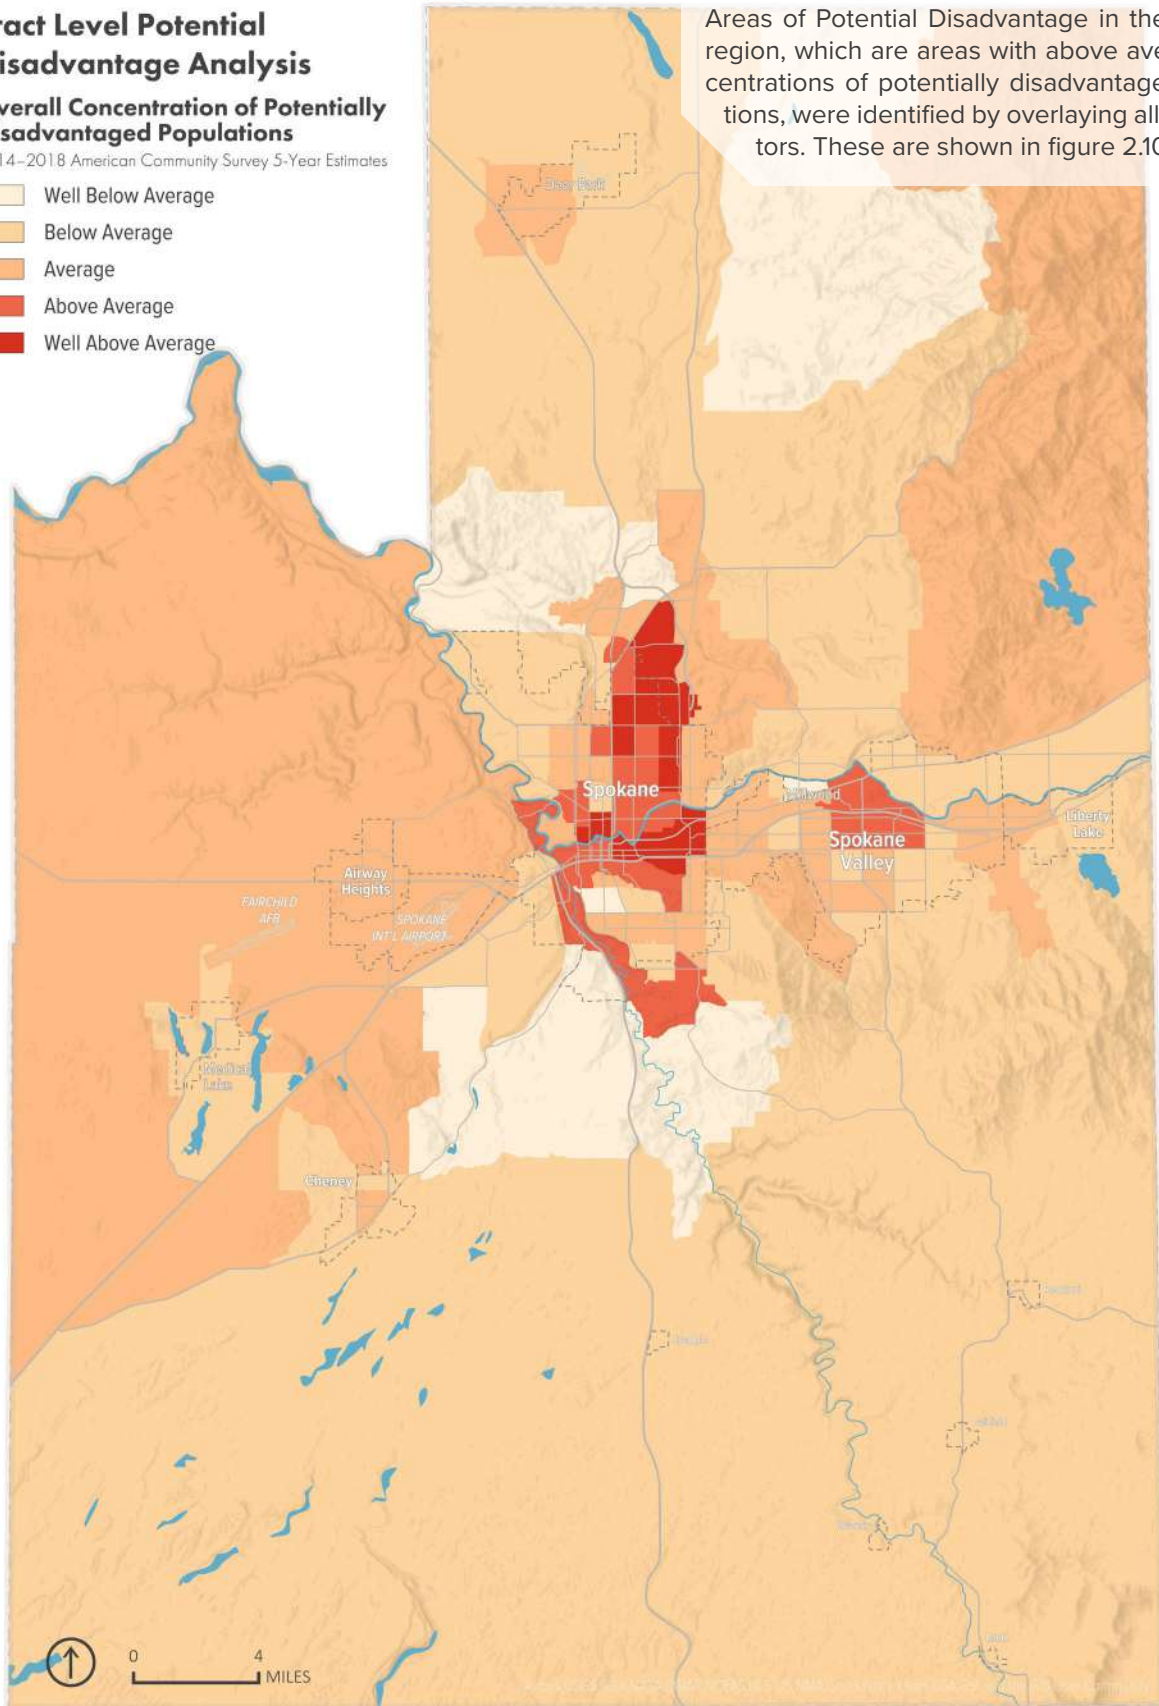 ract Level Potential
isadvantage Analysis
verall Concentration of Potentially
sadvantaged Populations
14–2018 American Community Survey 5-Year Estimates
Well Below Average
Below Average
Average
Above Average
Well Above Average
Areas of Potential Disadvantage in the
region, which are areas with above ave
centrations of potentially disadvantage
tions, were identified by overlaying all
tors. These are shown in figure 2.10
Deer Park
Spokane
Millwood
Spokane
Valley
Liberty
Lake
Airway
Heights
FAIRCHILD
AFB
SPOKANE
INT'L AIRPORT
Medical
Lake
Cheney
0 4
MILES